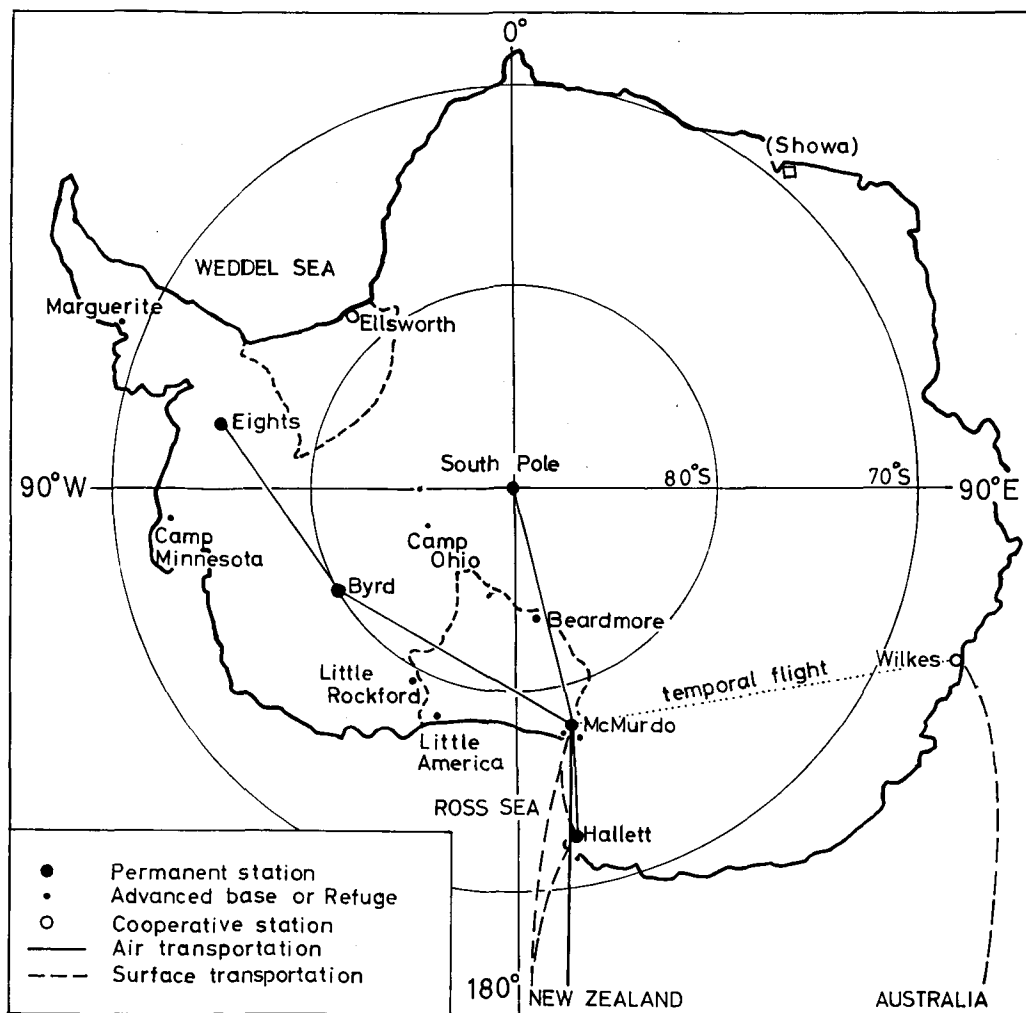 0°
(Showa)
WEDDEL SEA
Marguerite
Ellsworth
Eights
South Pole
90°W
80°S
70°S
90°E
Camp
Minnesota
Camp
Ohio
Byrd
Beardmore
Wilkes
Little
Rockford
temporal flight
McMurdo
Little
America
ROSS SEA
Hallett
Permanent station
Advanced base or Refuge
Cooperative station
Air transportation
Surface transportation
180°
NEW ZEALAND
AUSTRALIA